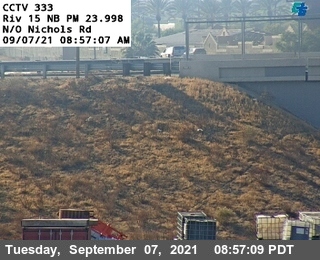 CCTV 333
Riv 15 NB PM 23.998
N/O Nichols Rd
09/07/21 08:57:07 AM
Tuesday, September 07, 2021 08:57:09 PDT